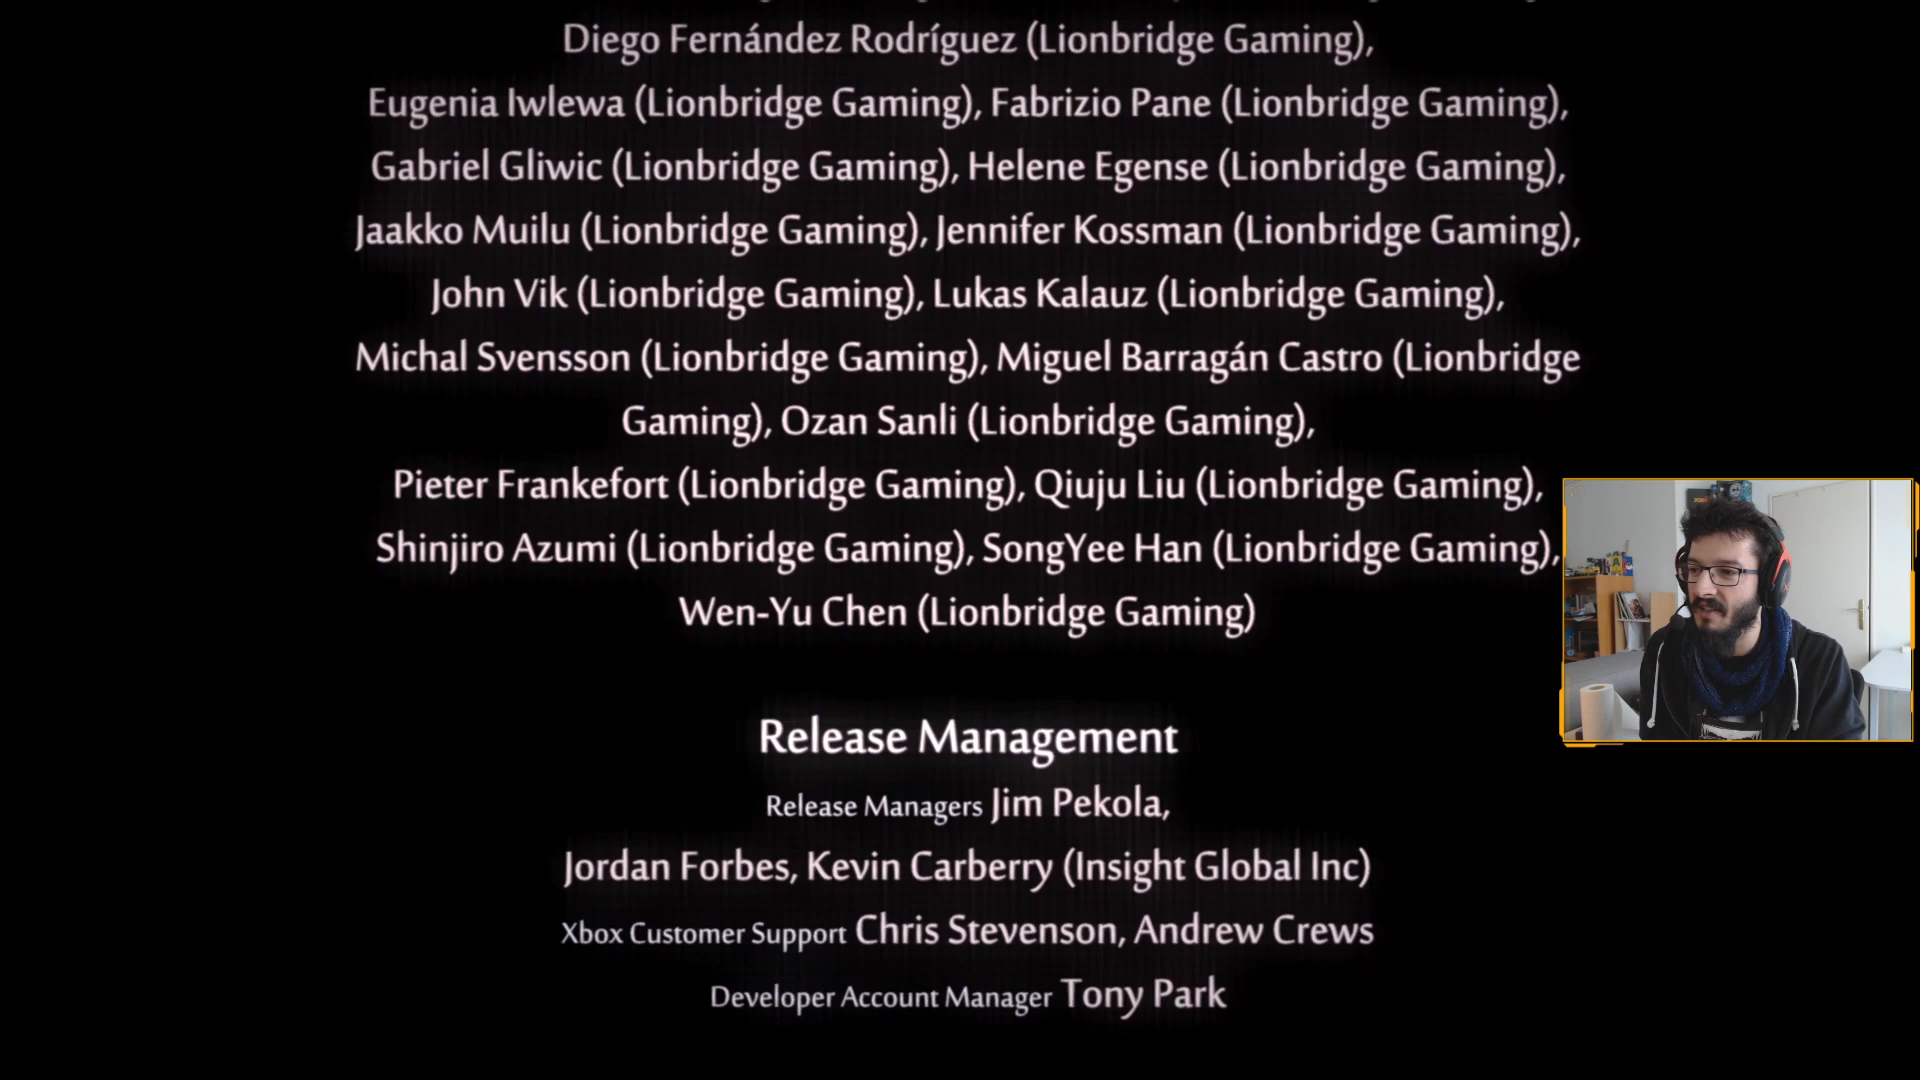 Diego Fernández Rodríguez (Lionbridge Gaming),
Eugenia Iwlewa (Lionbridge Gaming), Fabrizio Pane (Lionbridge Gaming),
Gabriel Gliwic (Lionbridge Gaming), Helene Egense (Lionbridge Gaming),
Jaakko Muilu (Lionbridge Gaming), Jennifer Kossman (Lionbridge Gaming),
John Vik (Lionbridge Gaming), Lukas Kalauz (Lionbridge Gaming),
Michal Svensson (Lionbridge Gaming), Miguel Barragán Castro (Lionbridge
Gaming), Ozan Sanli (Lionbridge Gaming),
Pieter Frankefort (Lionbridge Gaming), Qiuju Liu (Lionbridge Gaming),
Shinjiro Azumi (Lionbridge Gaming), SongYee Han (Lionbridge Gaming),
Wen-Yu Chen (Lionbridge Gaming)
Release Management
Release Managers Jim Pekola,
Jordan Forbes, Kevin Carberry (Insight Global Inc)
Xbox Customer Support Chris Stevenson, Andrew Crews
Developer Account Manager Tony Park